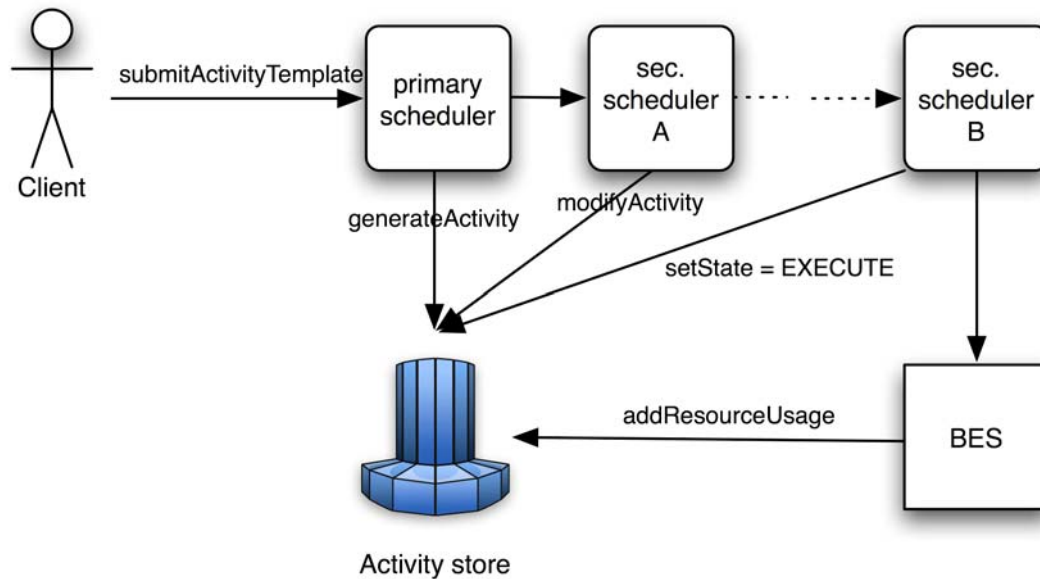 submitActivityTemplate
primary
scheduler
sec.
scheduler
A
sec.
scheduler
B
Client
generateActivity
modifyActivity
setState = EXECUTE
addResourceUsage
BES
Activity store